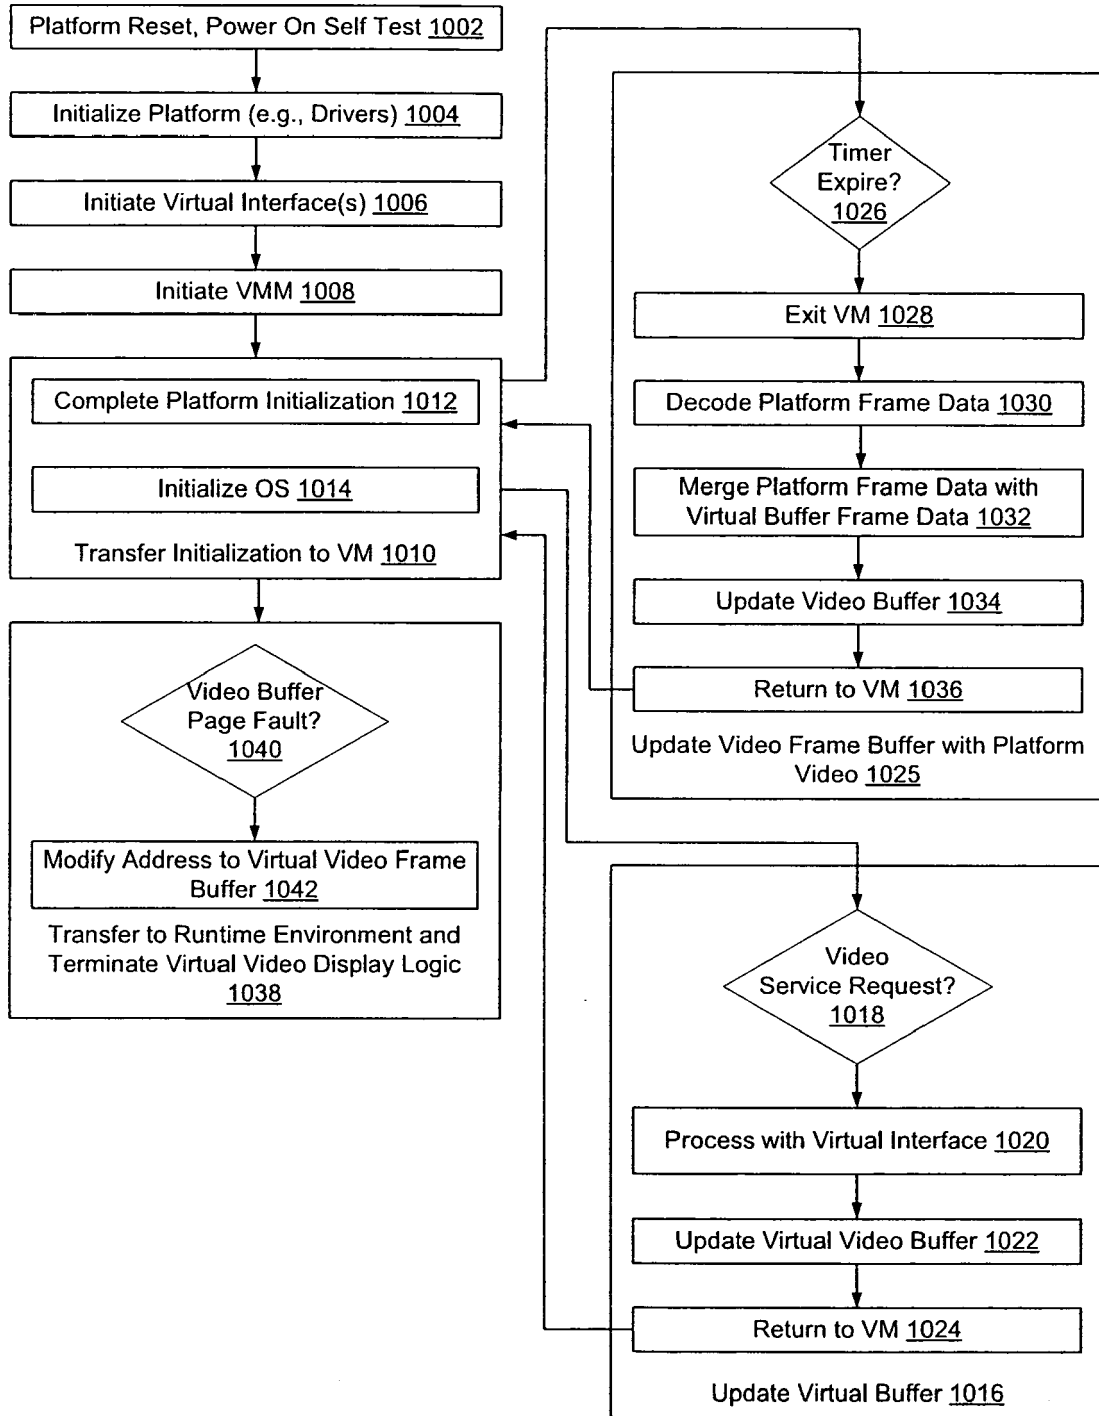 Platform Reset, Power On Self Test 1002
Initialize Platform (e.g., Drivers) 1004
Initiate Virtual Interface(s) 1006
Initiate VMM 1008
Complete Platform Initialization 1012
Initialize OS 1014
Transfer Initialization to VM 1010
Video Buffer
Page Fault?
1040
Modify Address to Virtual Video Frame
Buffer 1042
Transfer to Runtime Environment and
Terminate Virtual Video Display Logic
1038
Timer
Expire?
1026
Exit VM 1028
Decode Platform Frame Data 1030
Merge Platform Frame Data with
Virtual Buffer Frame Data 1032
Update Video Buffer 1034
Return to VM 1036
Update Video Frame Buffer with Platform
Video 1025
Video
Service Request?
1018
Process with Virtual Interface 1020
Update Virtual Video Buffer 1022
Return to VM 1024
Update Virtual Buffer 1016